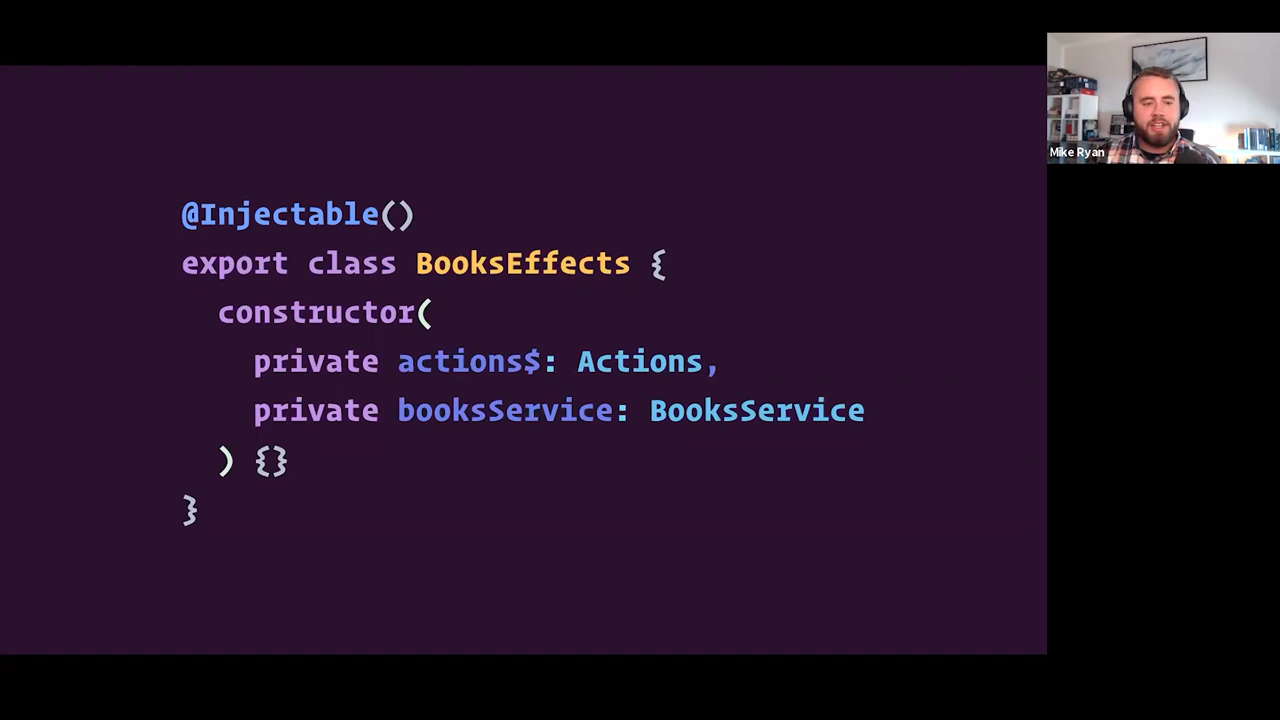 @Injectable()
export class BooksEffects {
constructor(
private actions$: Actions,
private booksService: BooksService
) {}
}
Mike Ryan